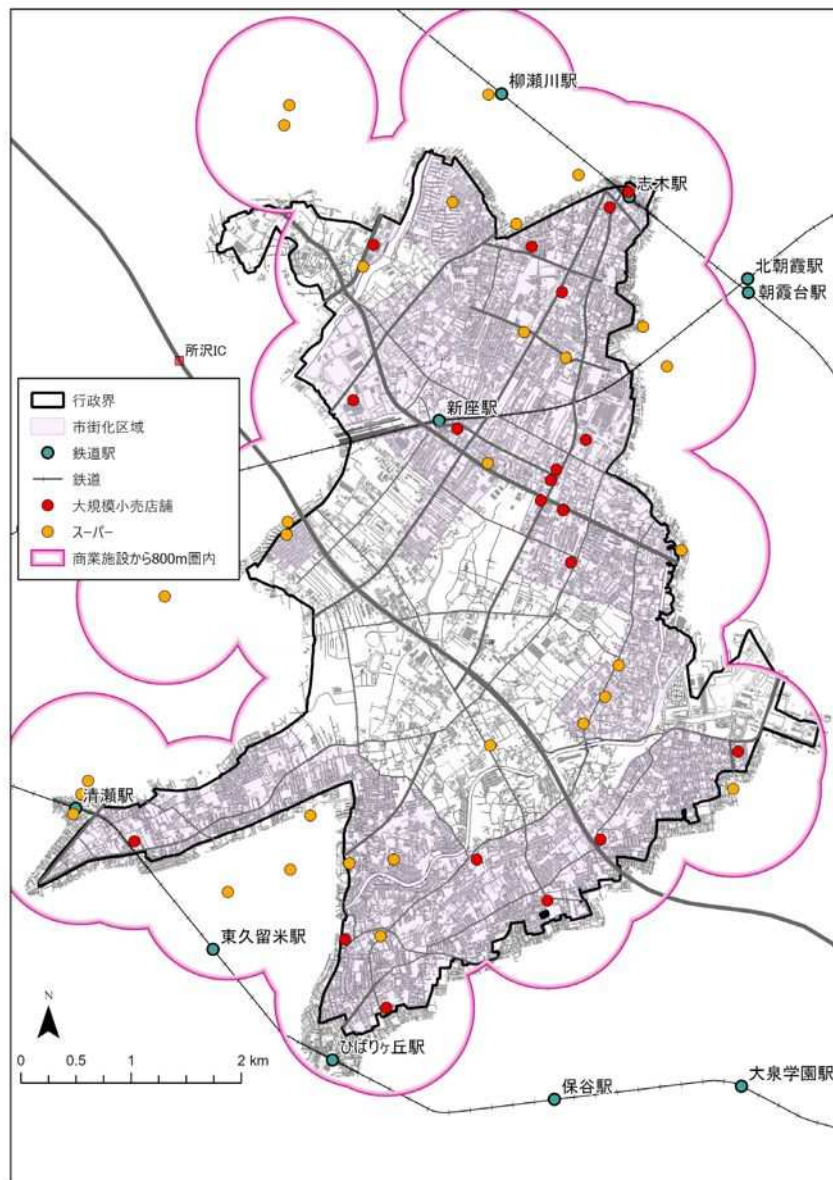 柳瀬川駅
志木駅
北朝霞駅
朝霞台駅
所沢IC
行政界
市街化区域
鉄道駅
鉄道
大規模小売店舗
スーパー
商業施設から800m圏内
新座駅
清瀬駅
東久留米駅
N
0 0.5 1 2 km
ひばりヶ丘駅
保谷駅
大泉学園駅